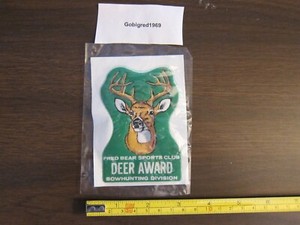 Gobigred1969
FRED BEAR SPORTS CLUB
DEER AWARD
BOWHUNTING DIVISION